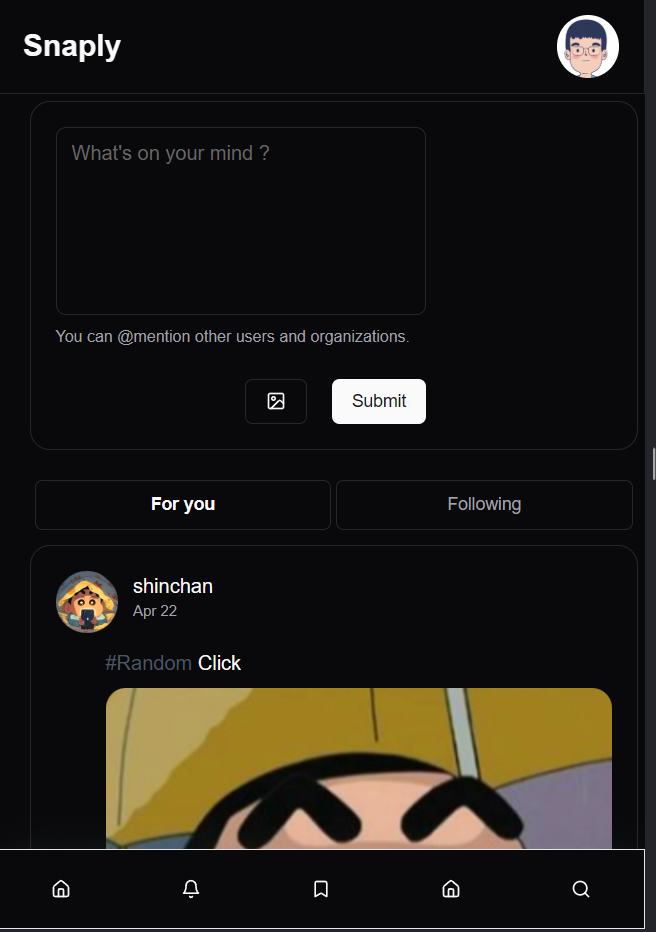 Snaply
What's on your mind ?
You can @mention other users and organizations.
Submit
For you
Following
shinchan
Apr 22
#Random Click